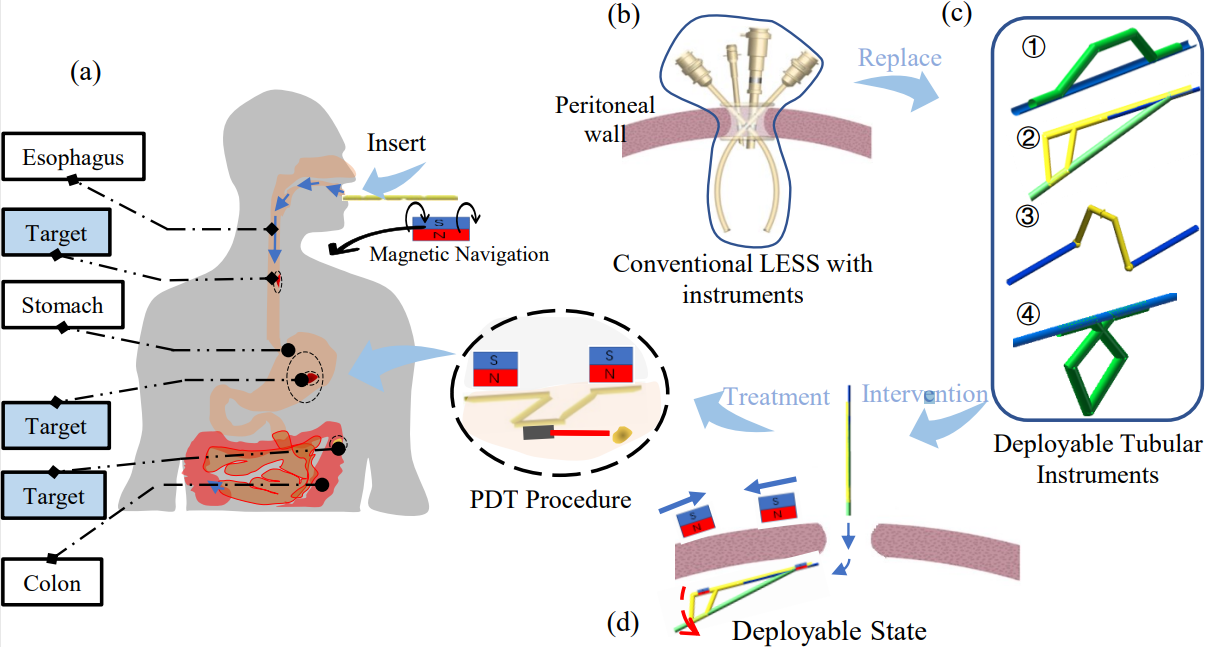 (a)
Esophagus
Target
Stomach
Target
Target
Colon
Insert
S
N
Magnetic Navigation
S
N
S
N
PDT Procedure
(b)
Peritoneal
wall
Conventional LESS with
instruments
Replace
(c)
①
②
③
④
Deployable Tubular
Instruments
Treatment
Intervention
S
N
S
N
(d)
Deployable State